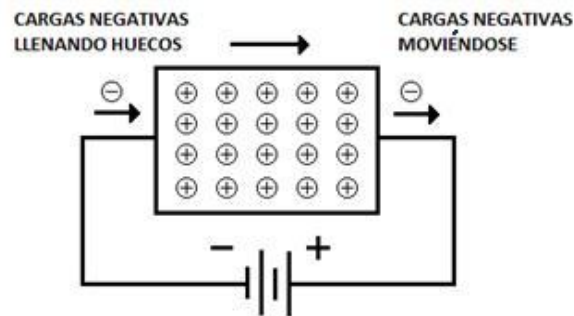 CARGAS NEGATIVAS
LLENANDO HUECOS
CARGAS NEGATIVAS
MOVIÉNDOSE
⊖ ⊖
⊕ ⊕ ⊕ ⊕ ⊕
⊕ ⊕ ⊕ ⊕ ⊕
⊕ ⊕ ⊕ ⊕ ⊕
⊕ ⊕ ⊕ ⊕ ⊕
− +